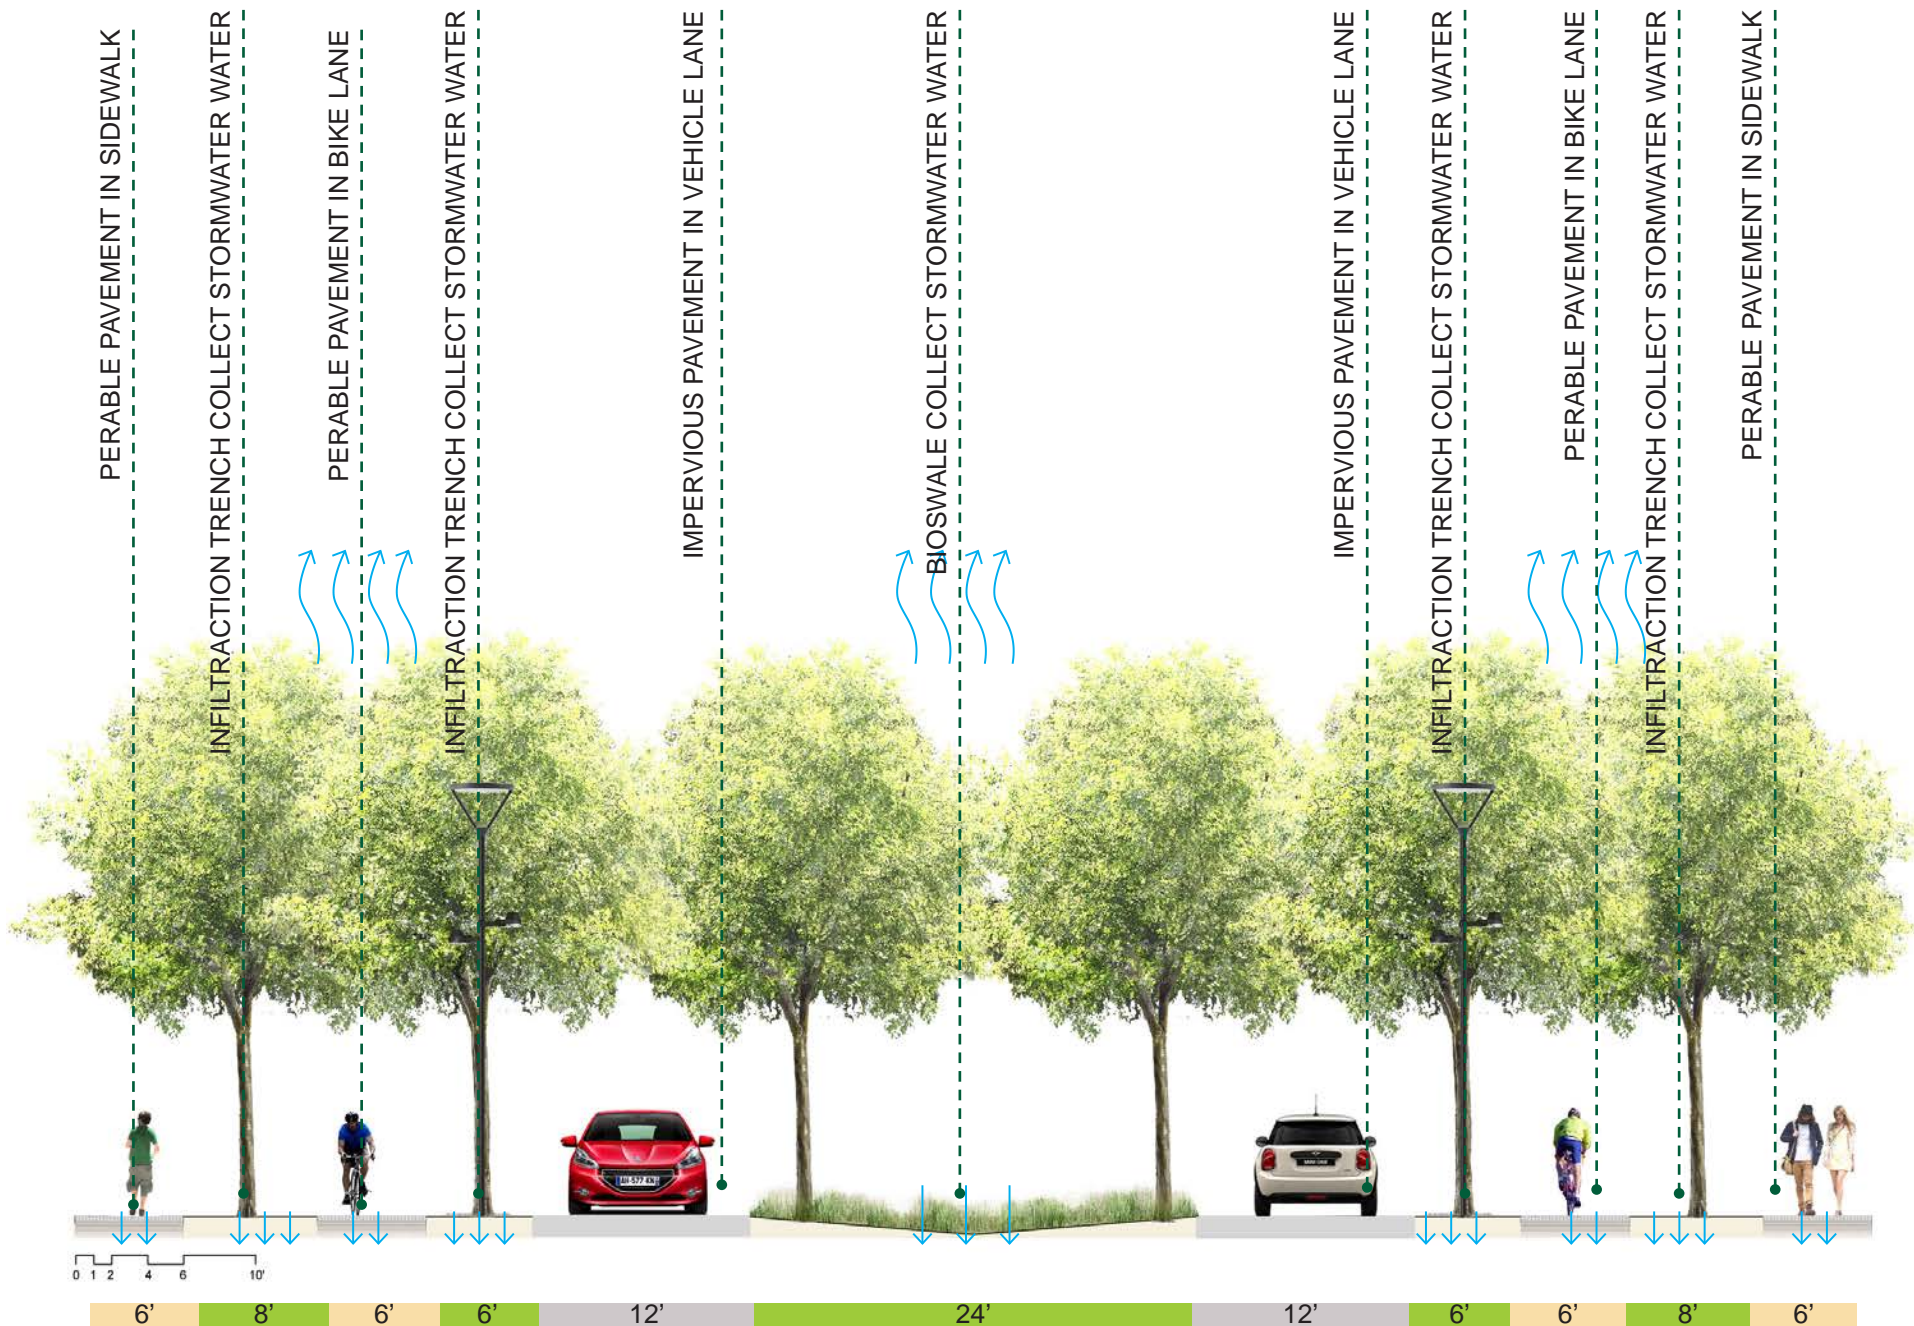 PERABLE PAVEMENT IN SIDEWALK
INFILTRACTION TRENCH COLLECT STORMWATER WATER
PERABLE PAVEMENT IN BIKE LANE
INFILTRACTION TRENCH COLLECT STORMWATER WATER
IMPERVIOUS PAVEMENT IN VEHICLE LANE
BIOSWALE COLLECT STORMWATER WATER
IMPERVIOUS PAVEMENT IN VEHICLE LANE
INFILTRACTION TRENCH COLLECT STORMWATER WATER
PERABLE PAVEMENT IN BIKE LANE
INFILTRACTION TRENCH COLLECT STORMWATER WATER
PERABLE PAVEMENT IN SIDEWALK
0 1 2 4 6 10'
6’ 8’ 6’ 6’ 12’ 24’ 12’ 6’ 6’ 8’ 6’